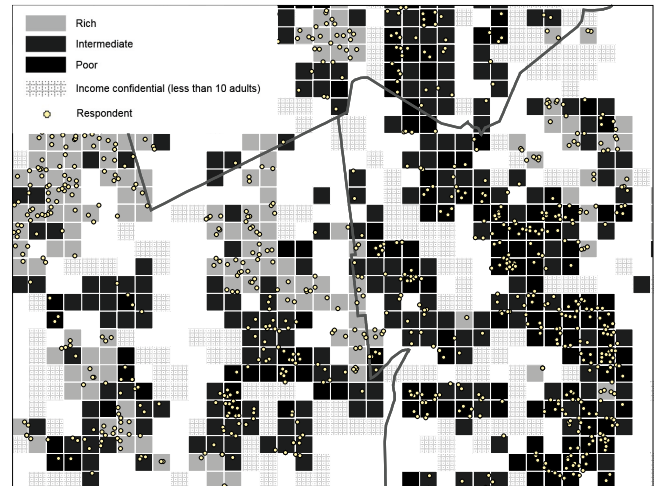 Rich
Intermediate
Poor
Income confidential (less than 10 adults)
Respondent